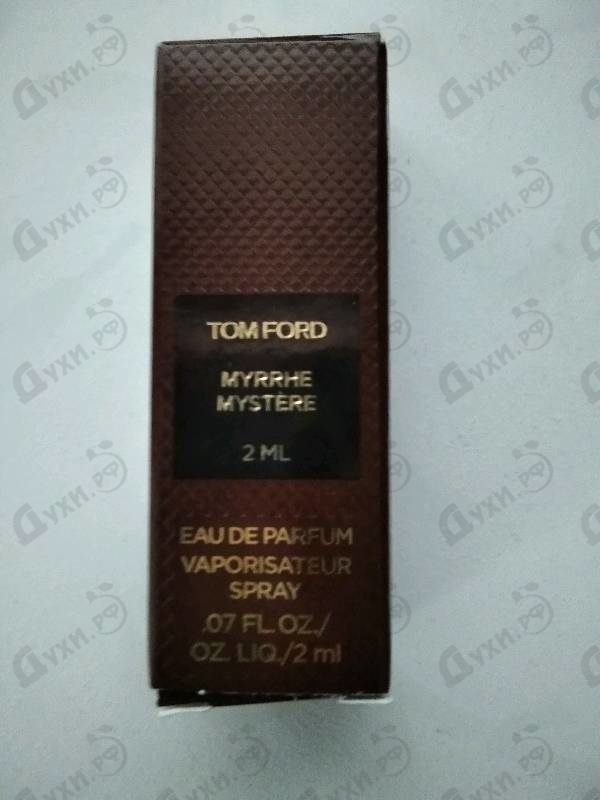 TOM FORD
MYRRHE
MYSTÈRE
2 ML
EAU DE PARFUM
VAPORISATEUR
SPRAY
.07 FL. OZ./
OZ. LIQ./2 ml
Духи.рф